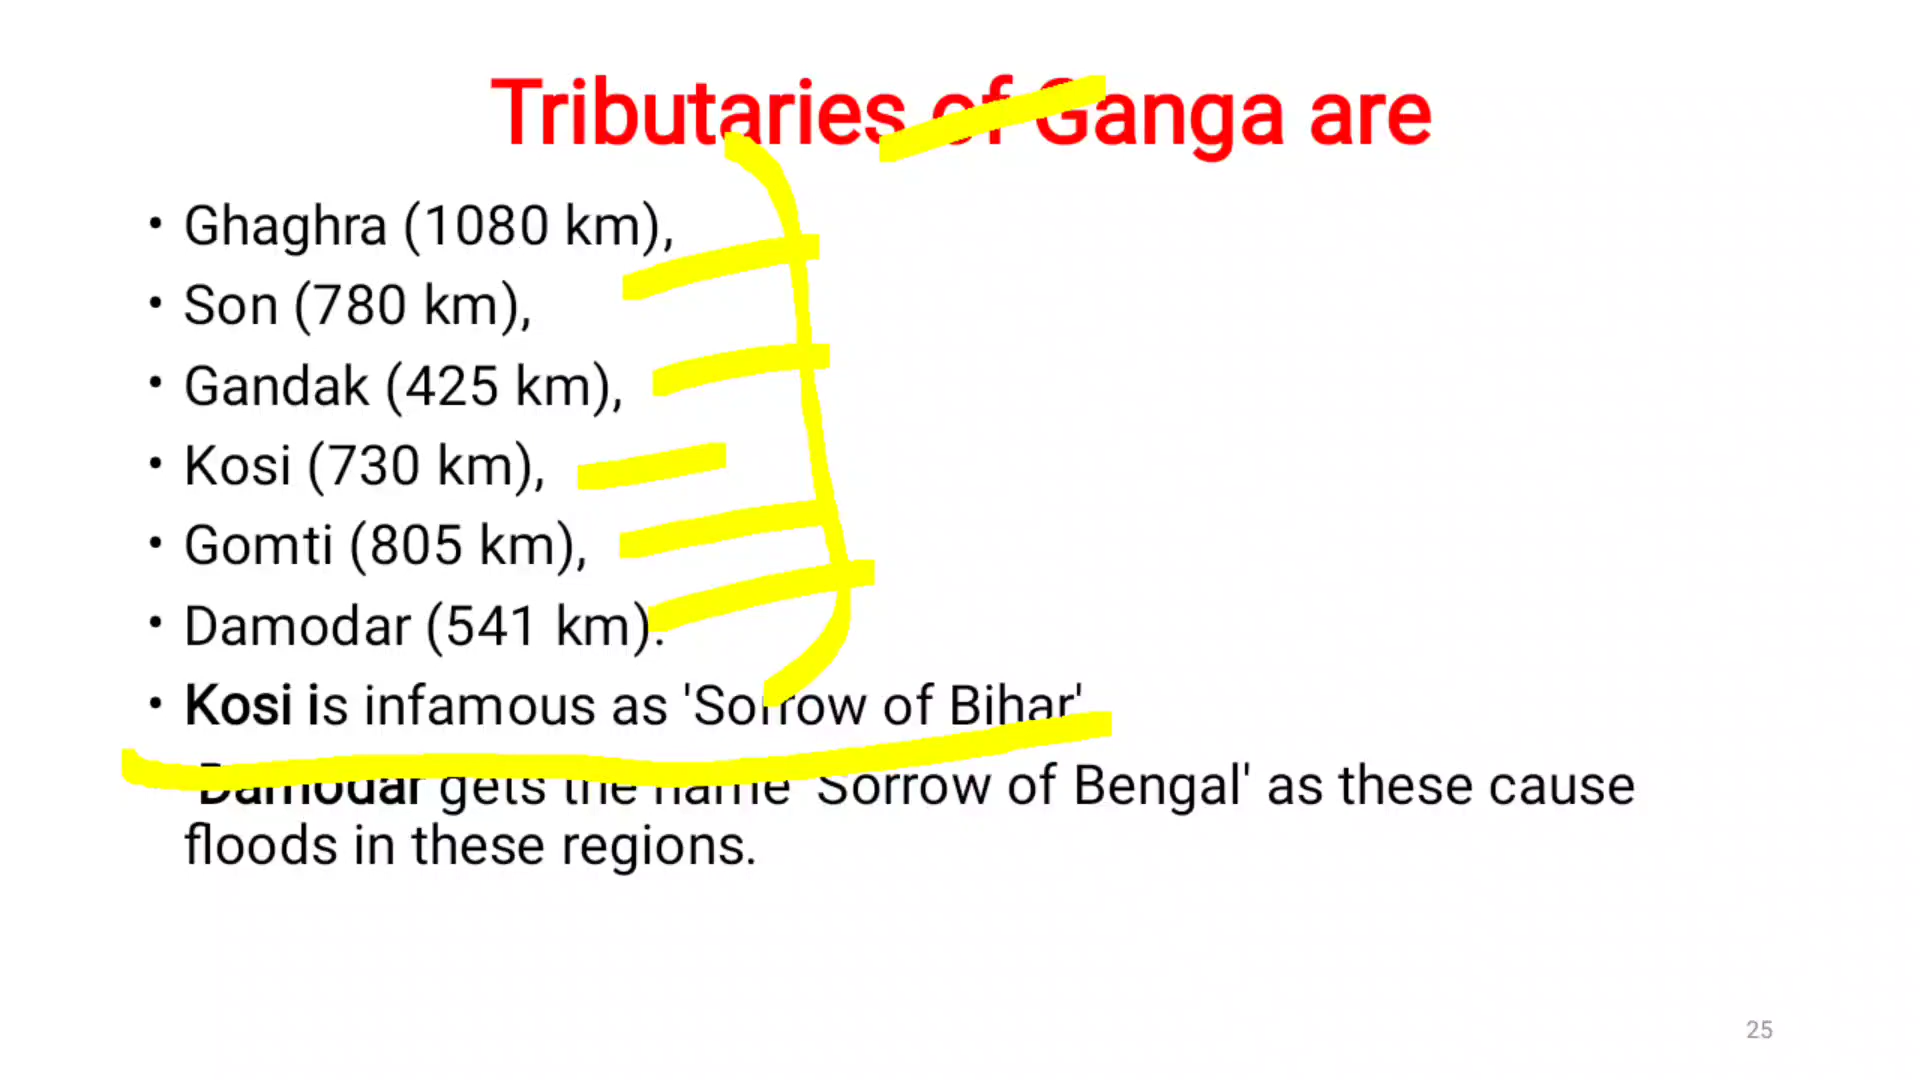 Tributaries of Ganga are
• Ghaghra (1080 km),
• Son (780 km),
• Gandak (425 km),
• Kosi (730 km),
• Gomti (805 km),
• Damodar (541 km).
• Kosi is infamous as 'Sorrow of Bihar'
Damodar gets the name 'Sorrow of Bengal' as these cause
floods in these regions.
25